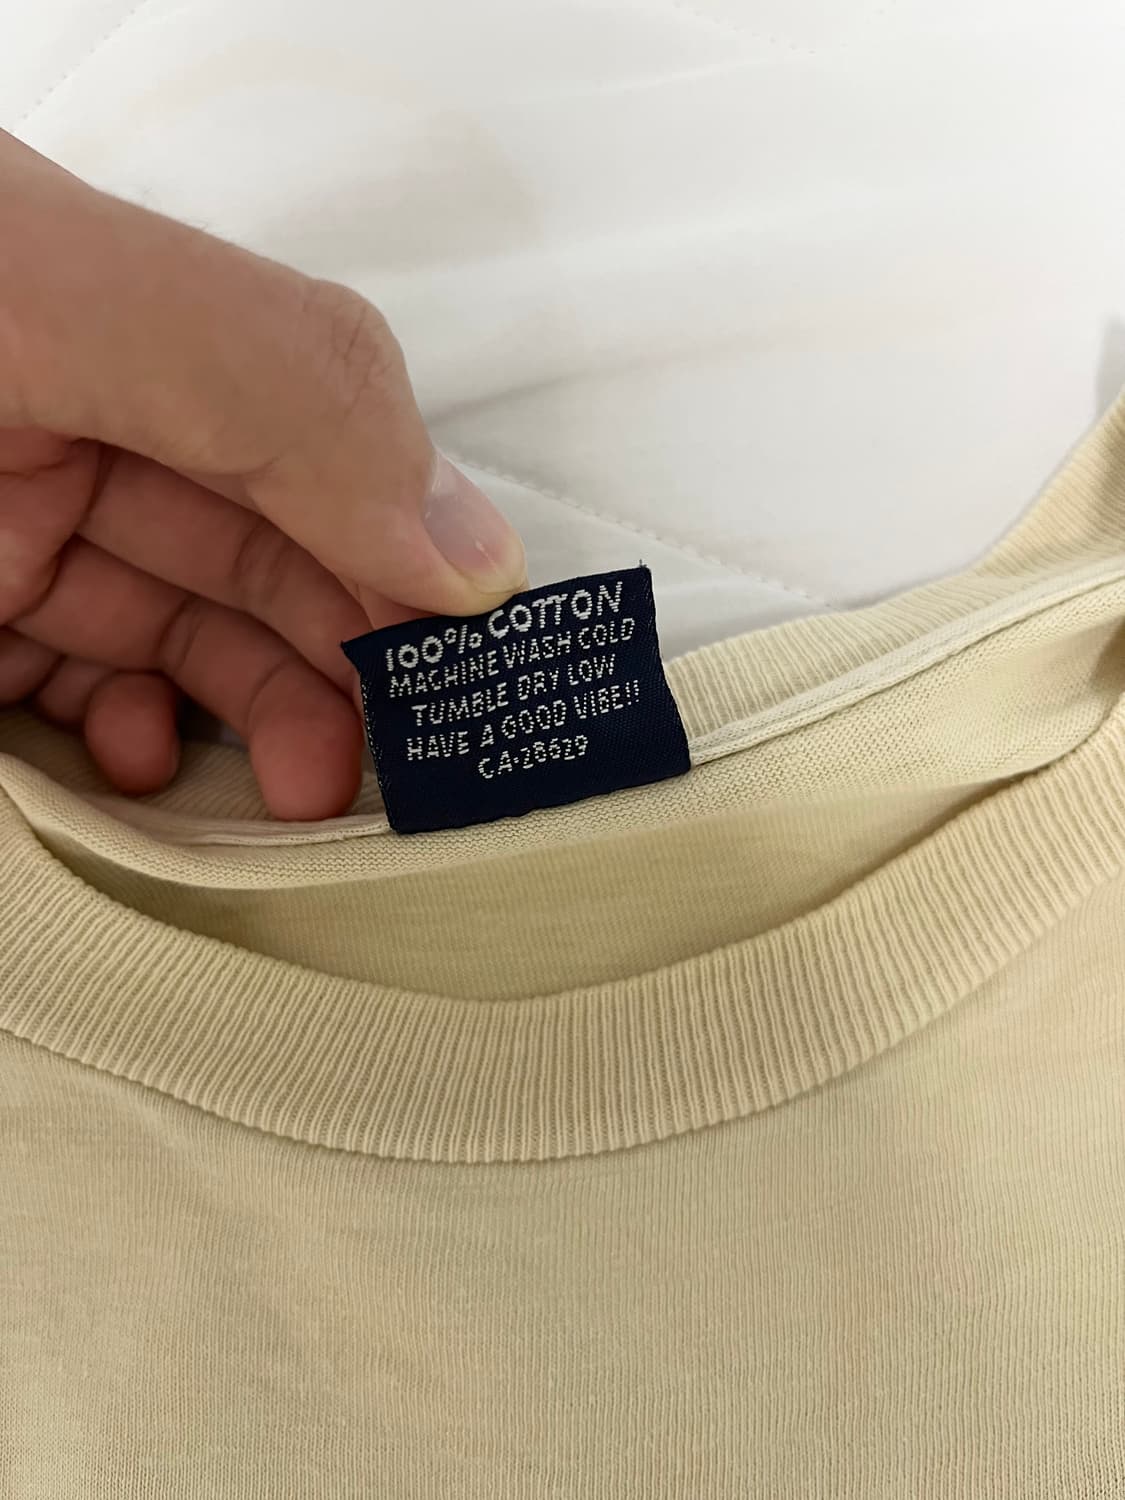 100% COTTON
MACHINE WASH COLD
TUMBLE DRY LOW
HAVE A GOOD VIBE!!
CA·28629